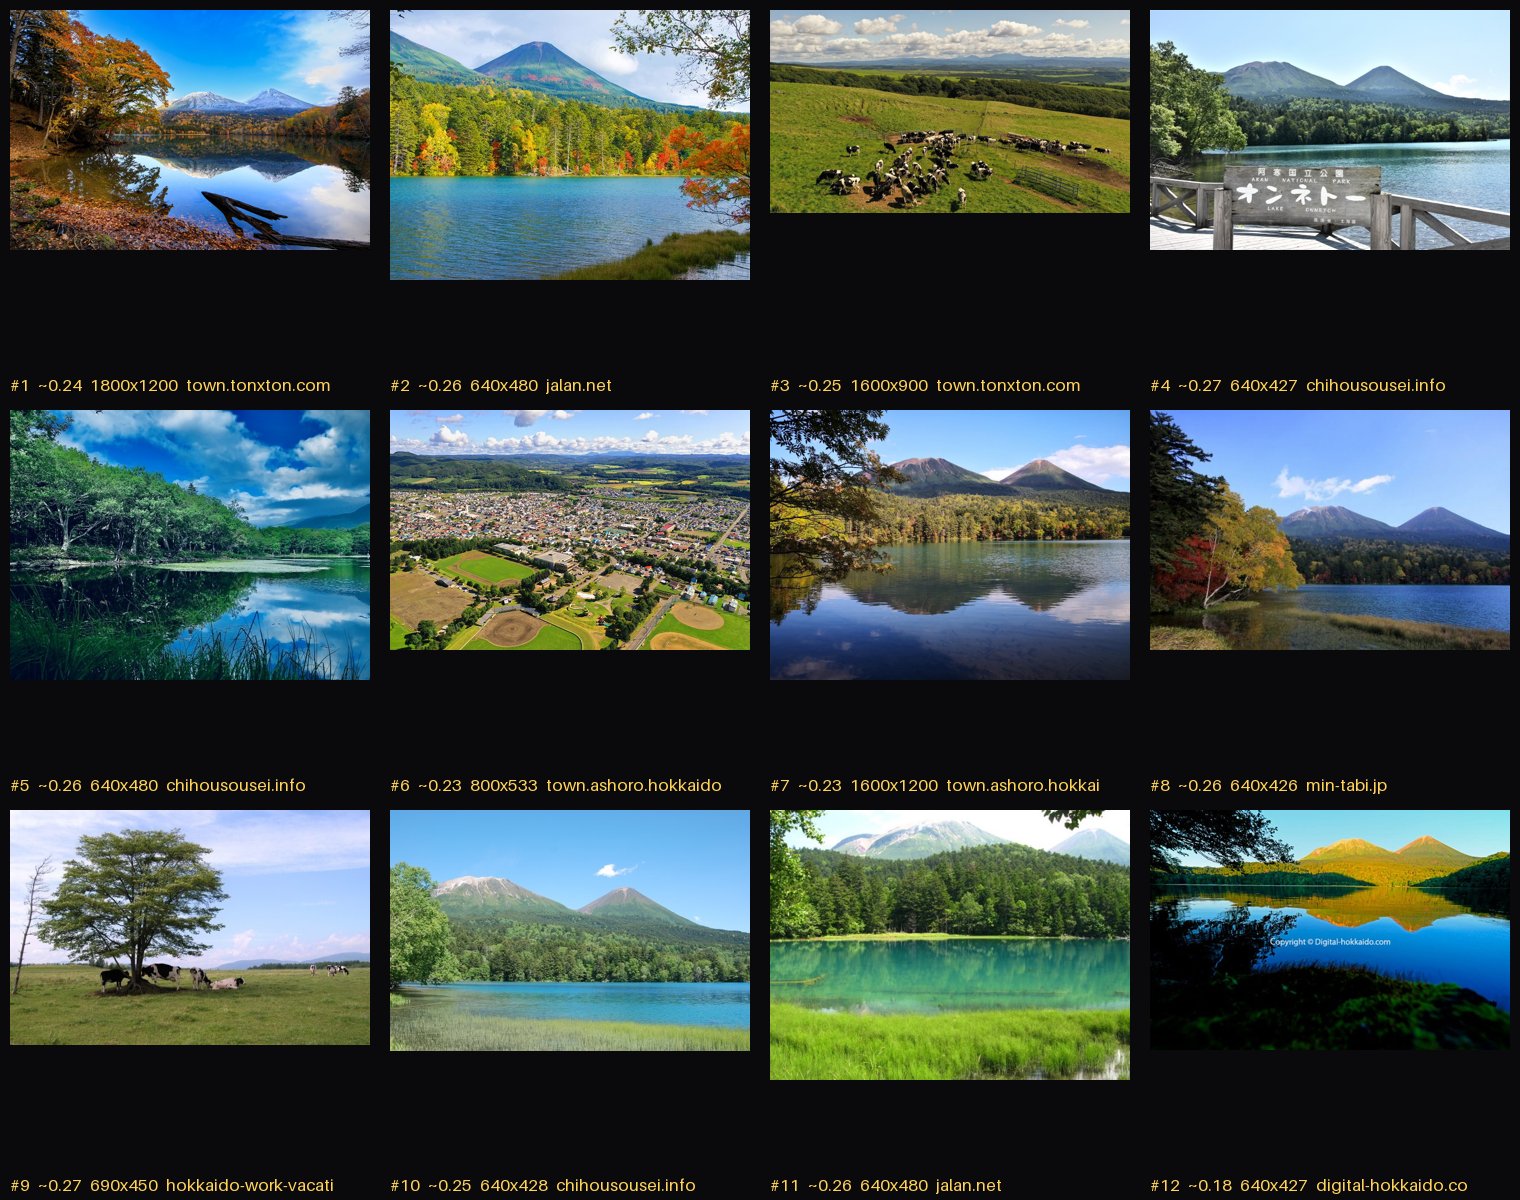 阿寒国立公園
AKAN NATIONAL PARK
オンネトー
LAKE ONNETOH
#1 ~0.24 1800x1200 town.tonxton.com
#2 ~0.26 640x480 jalan.net
#3 ~0.25 1600x900 town.tonxton.com
#4 ~0.27 640x427 chihousousei.info
#5 ~0.26 640x480 chihousousei.info
#6 ~0.23 800x533 town.ashoro.hokkaido
#7 ~0.23 1600x1200 town.ashoro.hokkai
#8 ~0.26 640x426 min-tabi.jp
Copyright © Digital-hokkaido.com
#9 ~0.27 690x450 hokkaido-work-vacati
#10 ~0.25 640x428 chihousousei.info
#11 ~0.26 640x480 jalan.net
#12 ~0.18 640x427 digital-hokkaido.co